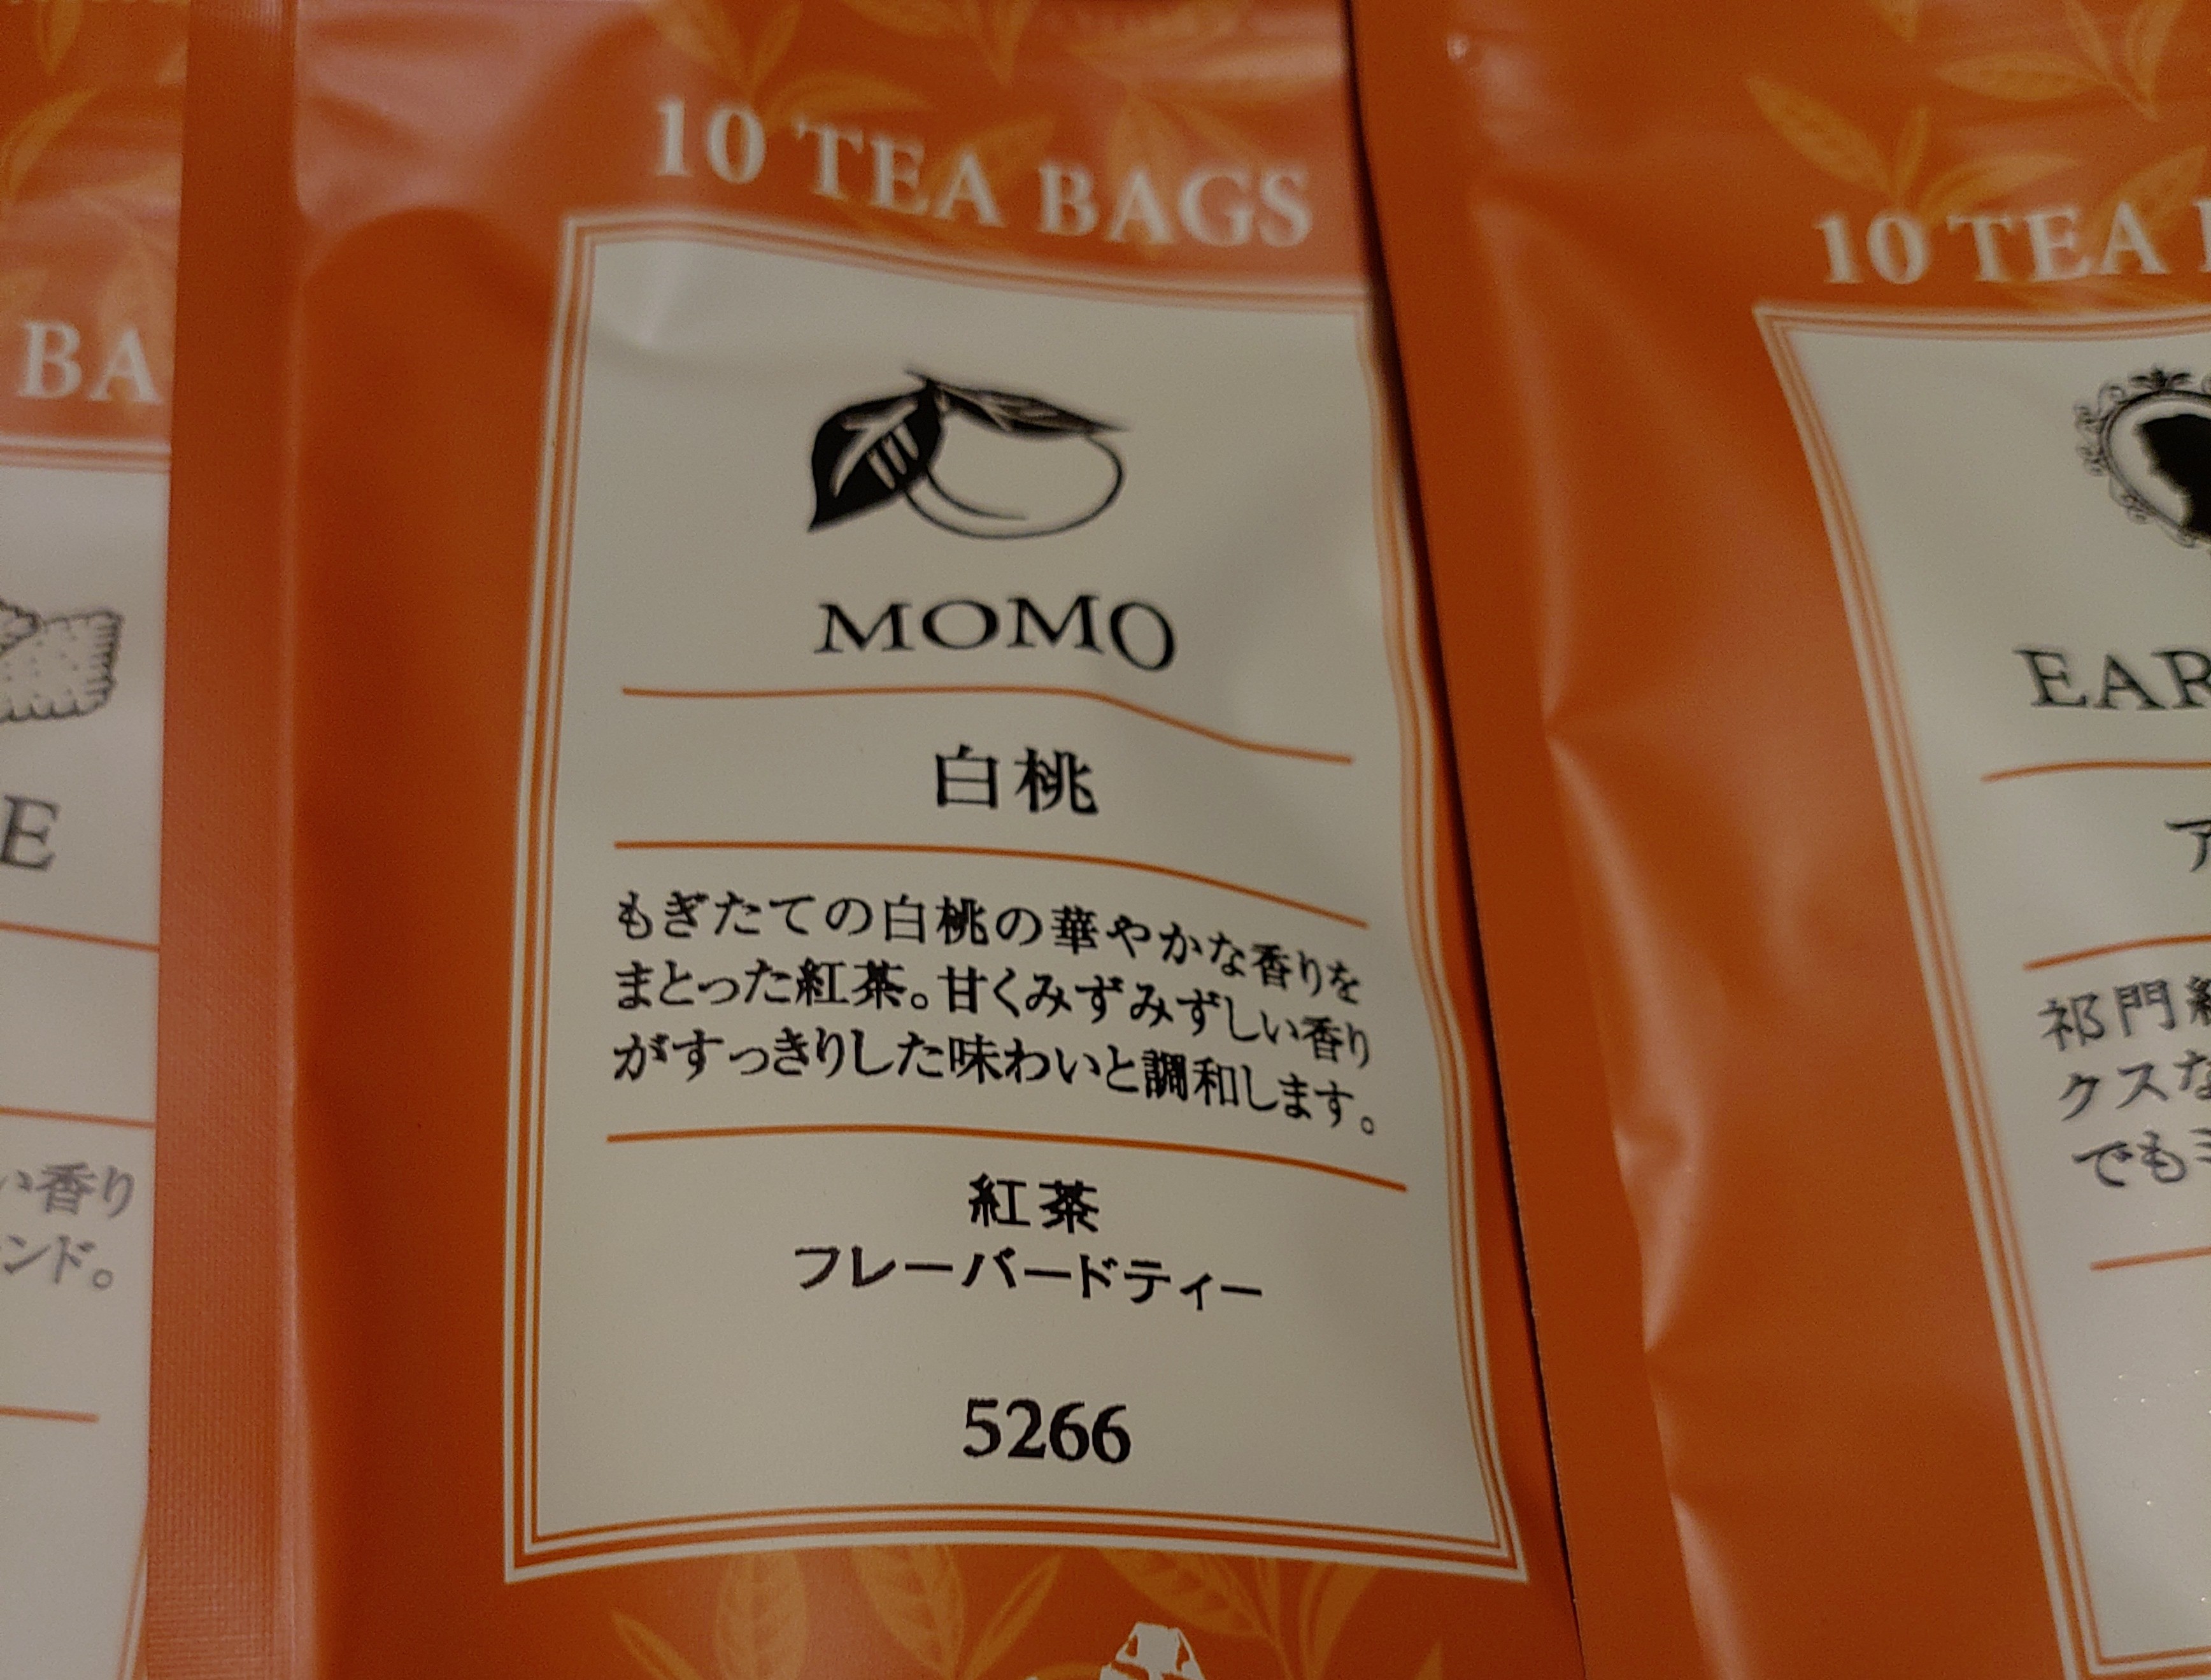 10 TEA BAGS
MOMO
白桃
もぎたての白桃の華やかな香りを
まとった紅茶。甘くみずみずしい香り
がすっきりした味わいと調和します。
紅茶
フレーバードティー
5266
BA
E
い香り
ンド。
10 TEA
EAR
ア
祁門
クスな
でも